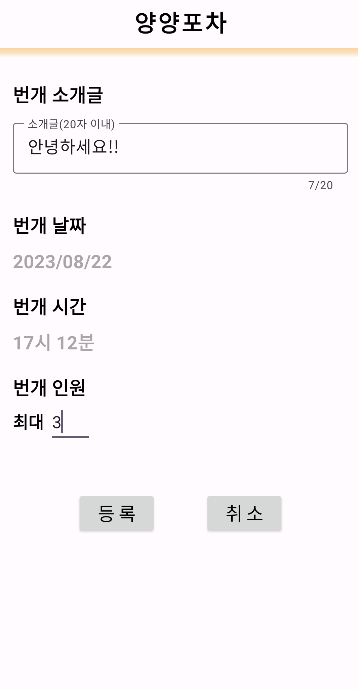 양양포차
번개 소개글
소개글(20자 이내)
안녕하세요!!
7/20
번개 날짜
2023/08/22
번개 시간
17시 12분
번개 인원
최대 3
등록 취소